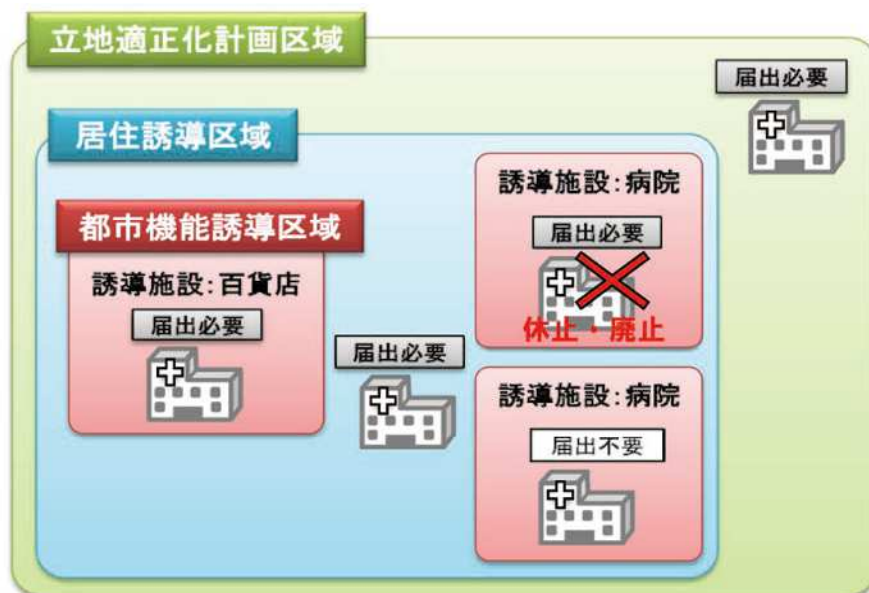 立地適正化計画区域
届出必要
居住誘導区域
誘導施設:病院
届出必要
休止・廃止
都市機能誘導区域
誘導施設:百貨店
届出必要
届出必要
誘導施設:病院
届出不要